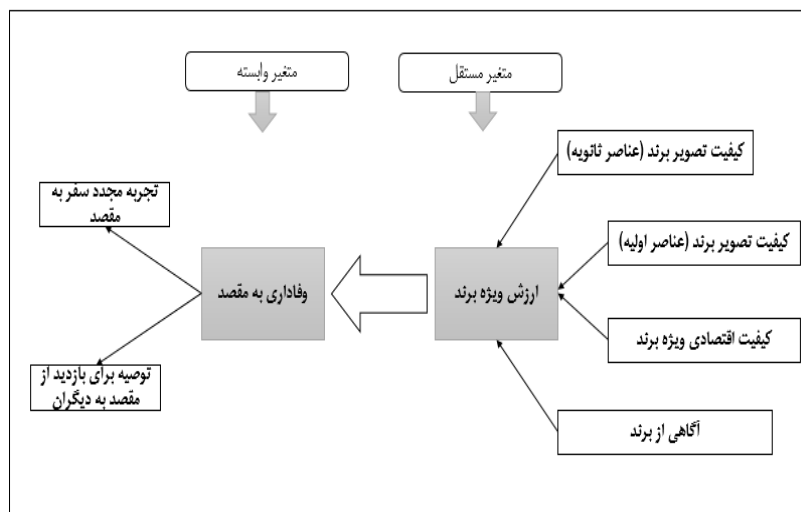 متغیر مستقل
متغیر وابسته
کیفیت تصویر برند (عناصر ثانویه)
کیفیت تصویر برند (عناصر اولیه)
کیفیت اقتصادی ویژه برند
آگاهی از برند
ارزش ویژه برند
وفاداری به مقصد
تجربه مجدد سفر به
مقصد
توصیه برای بازدید از
مقصد به دیگران